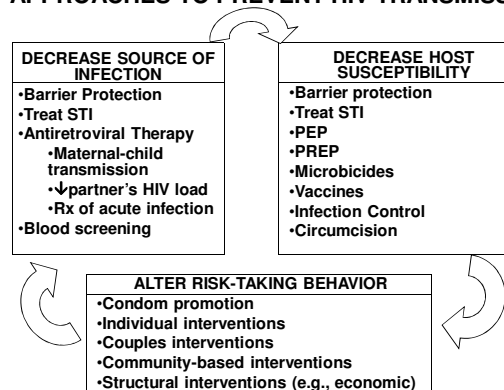 APPROACHES TO PREVENT HIV TRANSMISS
DECREASE SOURCE OF
INFECTION
•Barrier Protection
•Treat STI
•Antiretroviral Therapy
•Maternal-child
transmission
•↓partner's HIV load
•Rx of acute infection
•Blood screening
DECREASE HOST
SUSCEPTIBILITY
•Barrier protection
•Treat STI
•PEP
•PREP
•Microbicides
•Vaccines
•Infection Control
•Circumcision
ALTER RISK-TAKING BEHAVIOR
•Condom promotion
•Individual interventions
•Couples interventions
•Community-based interventions
•Structural interventions (e.g., economic)